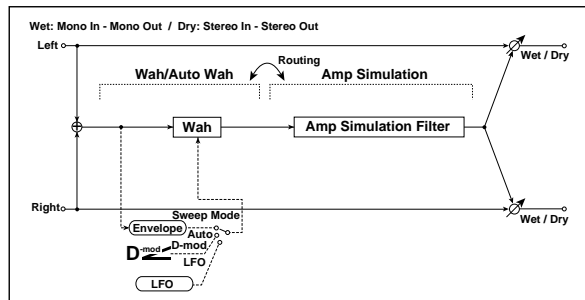 Wet: Mono In - Mono Out / Dry: Stereo In - Stereo Out
Left
Wet / Dry
Routing
Wah/Auto Wah
Amp Simulation
Wah
Amp Simulation Filter
Right
Wet / Dry
Sweep Mode
Envelope
Auto
D-mod
D-mod
LFO
LFO